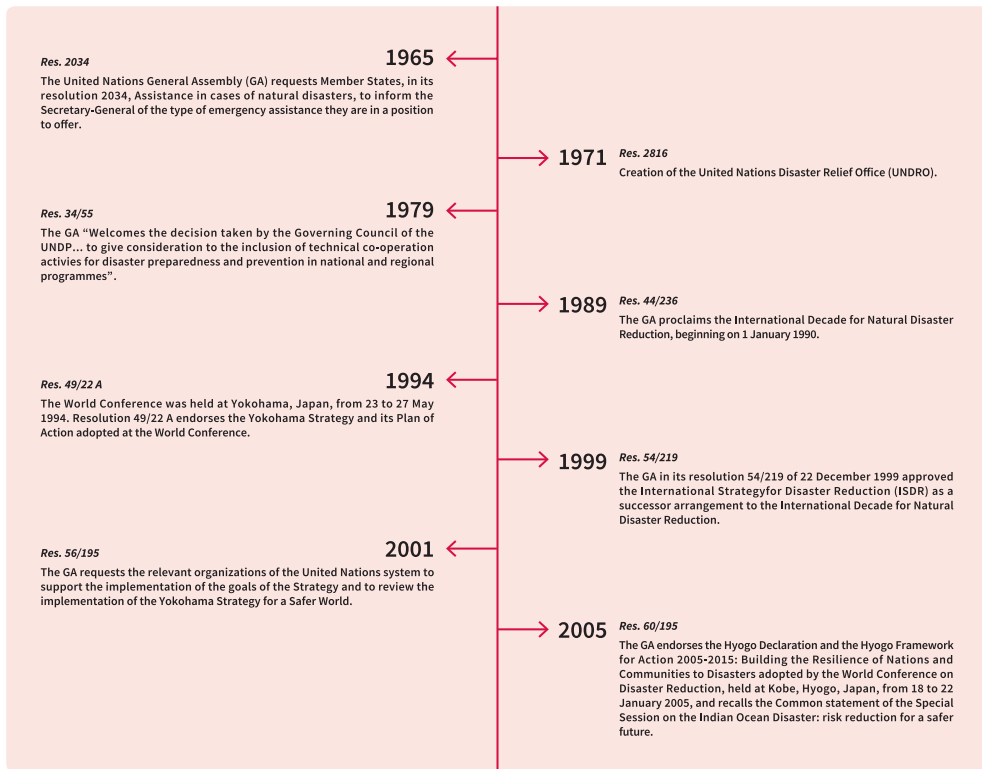 Res. 2034
1965
The United Nations General Assembly (GA) requests Member States, in its
resolution 2034, Assistance in cases of natural disasters, to inform the
Secretary-General of the type of emergency assistance they are in a position
to offer.
1971
Res. 2816
Creation of the United Nations Disaster Relief Office (UNDRO).
Res. 34/55
1979
The GA “Welcomes the decision taken by the Governing Council of the
UNDP... to give consideration to the inclusion of technical co-operation
activies for disaster preparedness and prevention in national and regional
programmes”.
1989
Res. 44/236
The GA proclaims the International Decade for Natural Disaster
Reduction, beginning on 1 January 1990.
Res. 49/22 A
1994
The World Conference was held at Yokohama, Japan, from 23 to 27 May
1994. Resolution 49/22 A endorses the Yokohama Strategy and its Plan of
Action adopted at the World Conference.
1999
Res. 54/219
The GA in its resolution 54/219 of 22 December 1999 approved
the International Strategyfor Disaster Reduction (ISDR) as a
successor arrangement to the International Decade for Natural
Disaster Reduction.
Res. 56/195
2001
The GA requests the relevant organizations of the United Nations system to
support the implementation of the goals of the Strategy and to review the
implementation of the Yokohama Strategy for a Safer World.
2005
Res. 60/195
The GA endorses the Hyogo Declaration and the Hyogo Framework
for Action 2005-2015: Building the Resilience of Nations and
Communities to Disasters adopted by the World Conference on
Disaster Reduction, held at Kobe, Hyogo, Japan, from 18 to 22
January 2005, and recalls the Common statement of the Special
Session on the Indian Ocean Disaster: risk reduction for a safer
future.